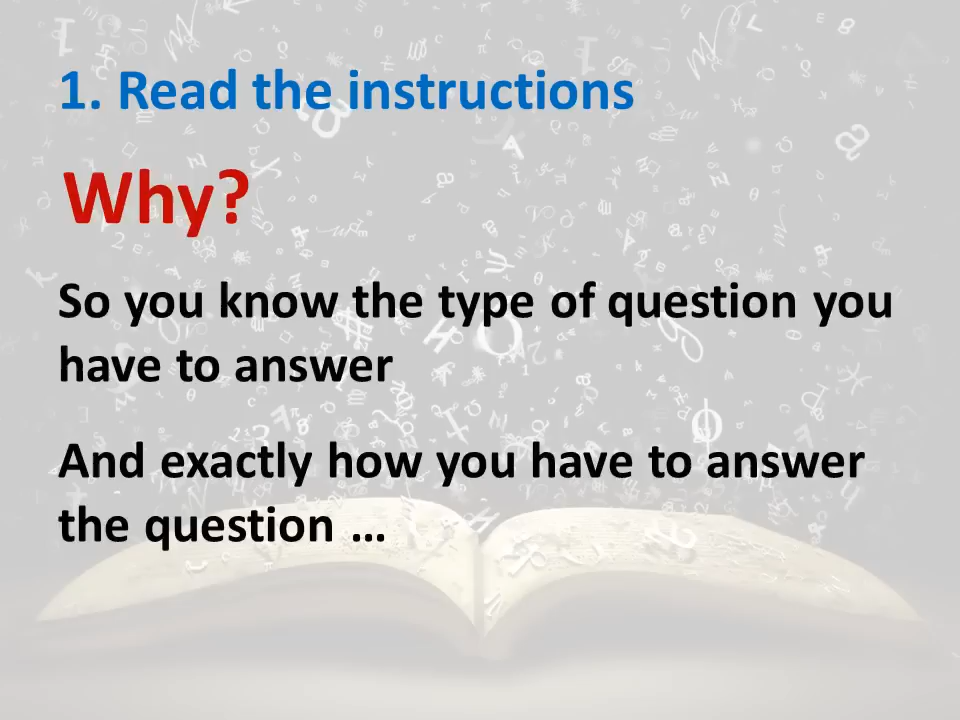 1. Read the instructions
Why?
So you know the type of question you
have to answer
And exactly how you have to answer
the question ...